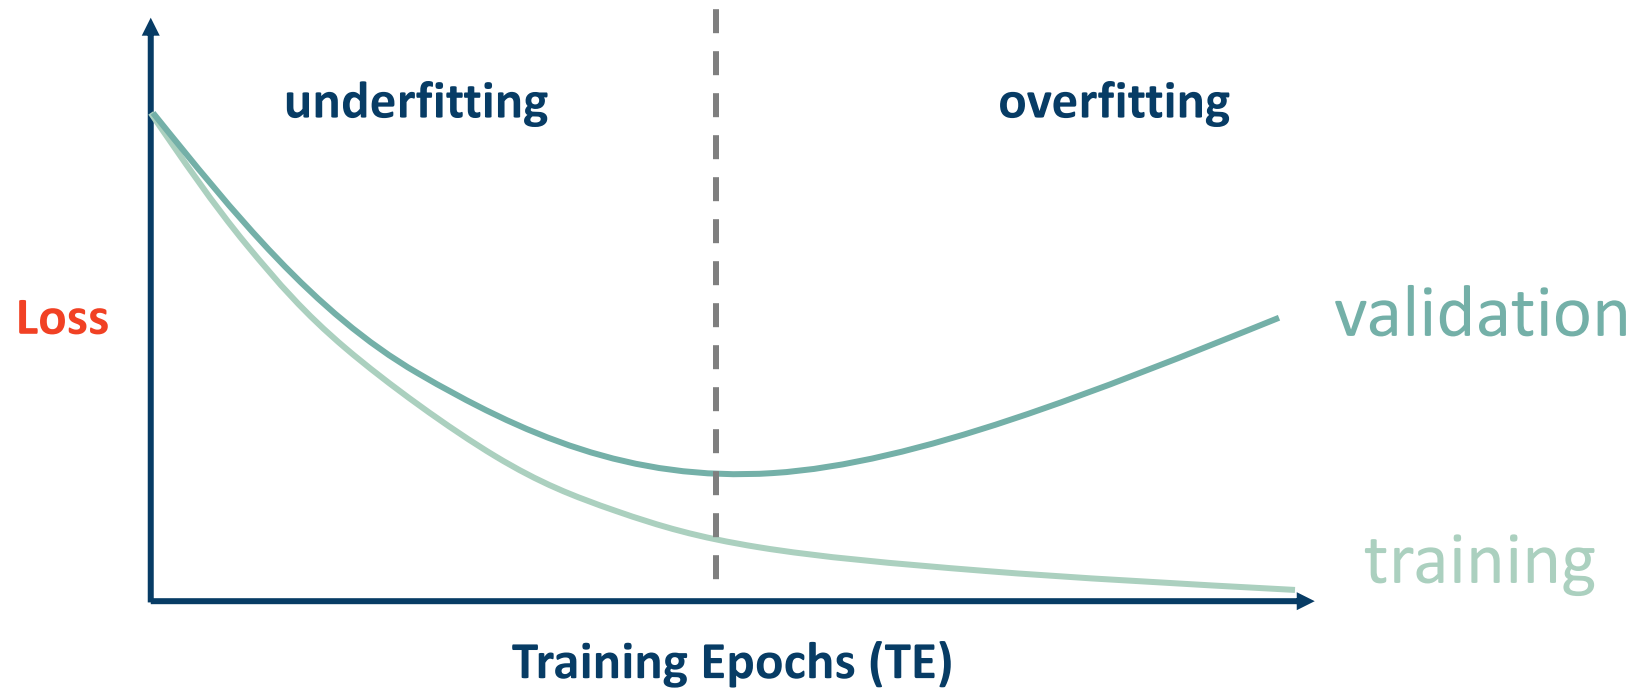 underfitting
overfitting
Loss
validation
training
Training Epochs (TE)